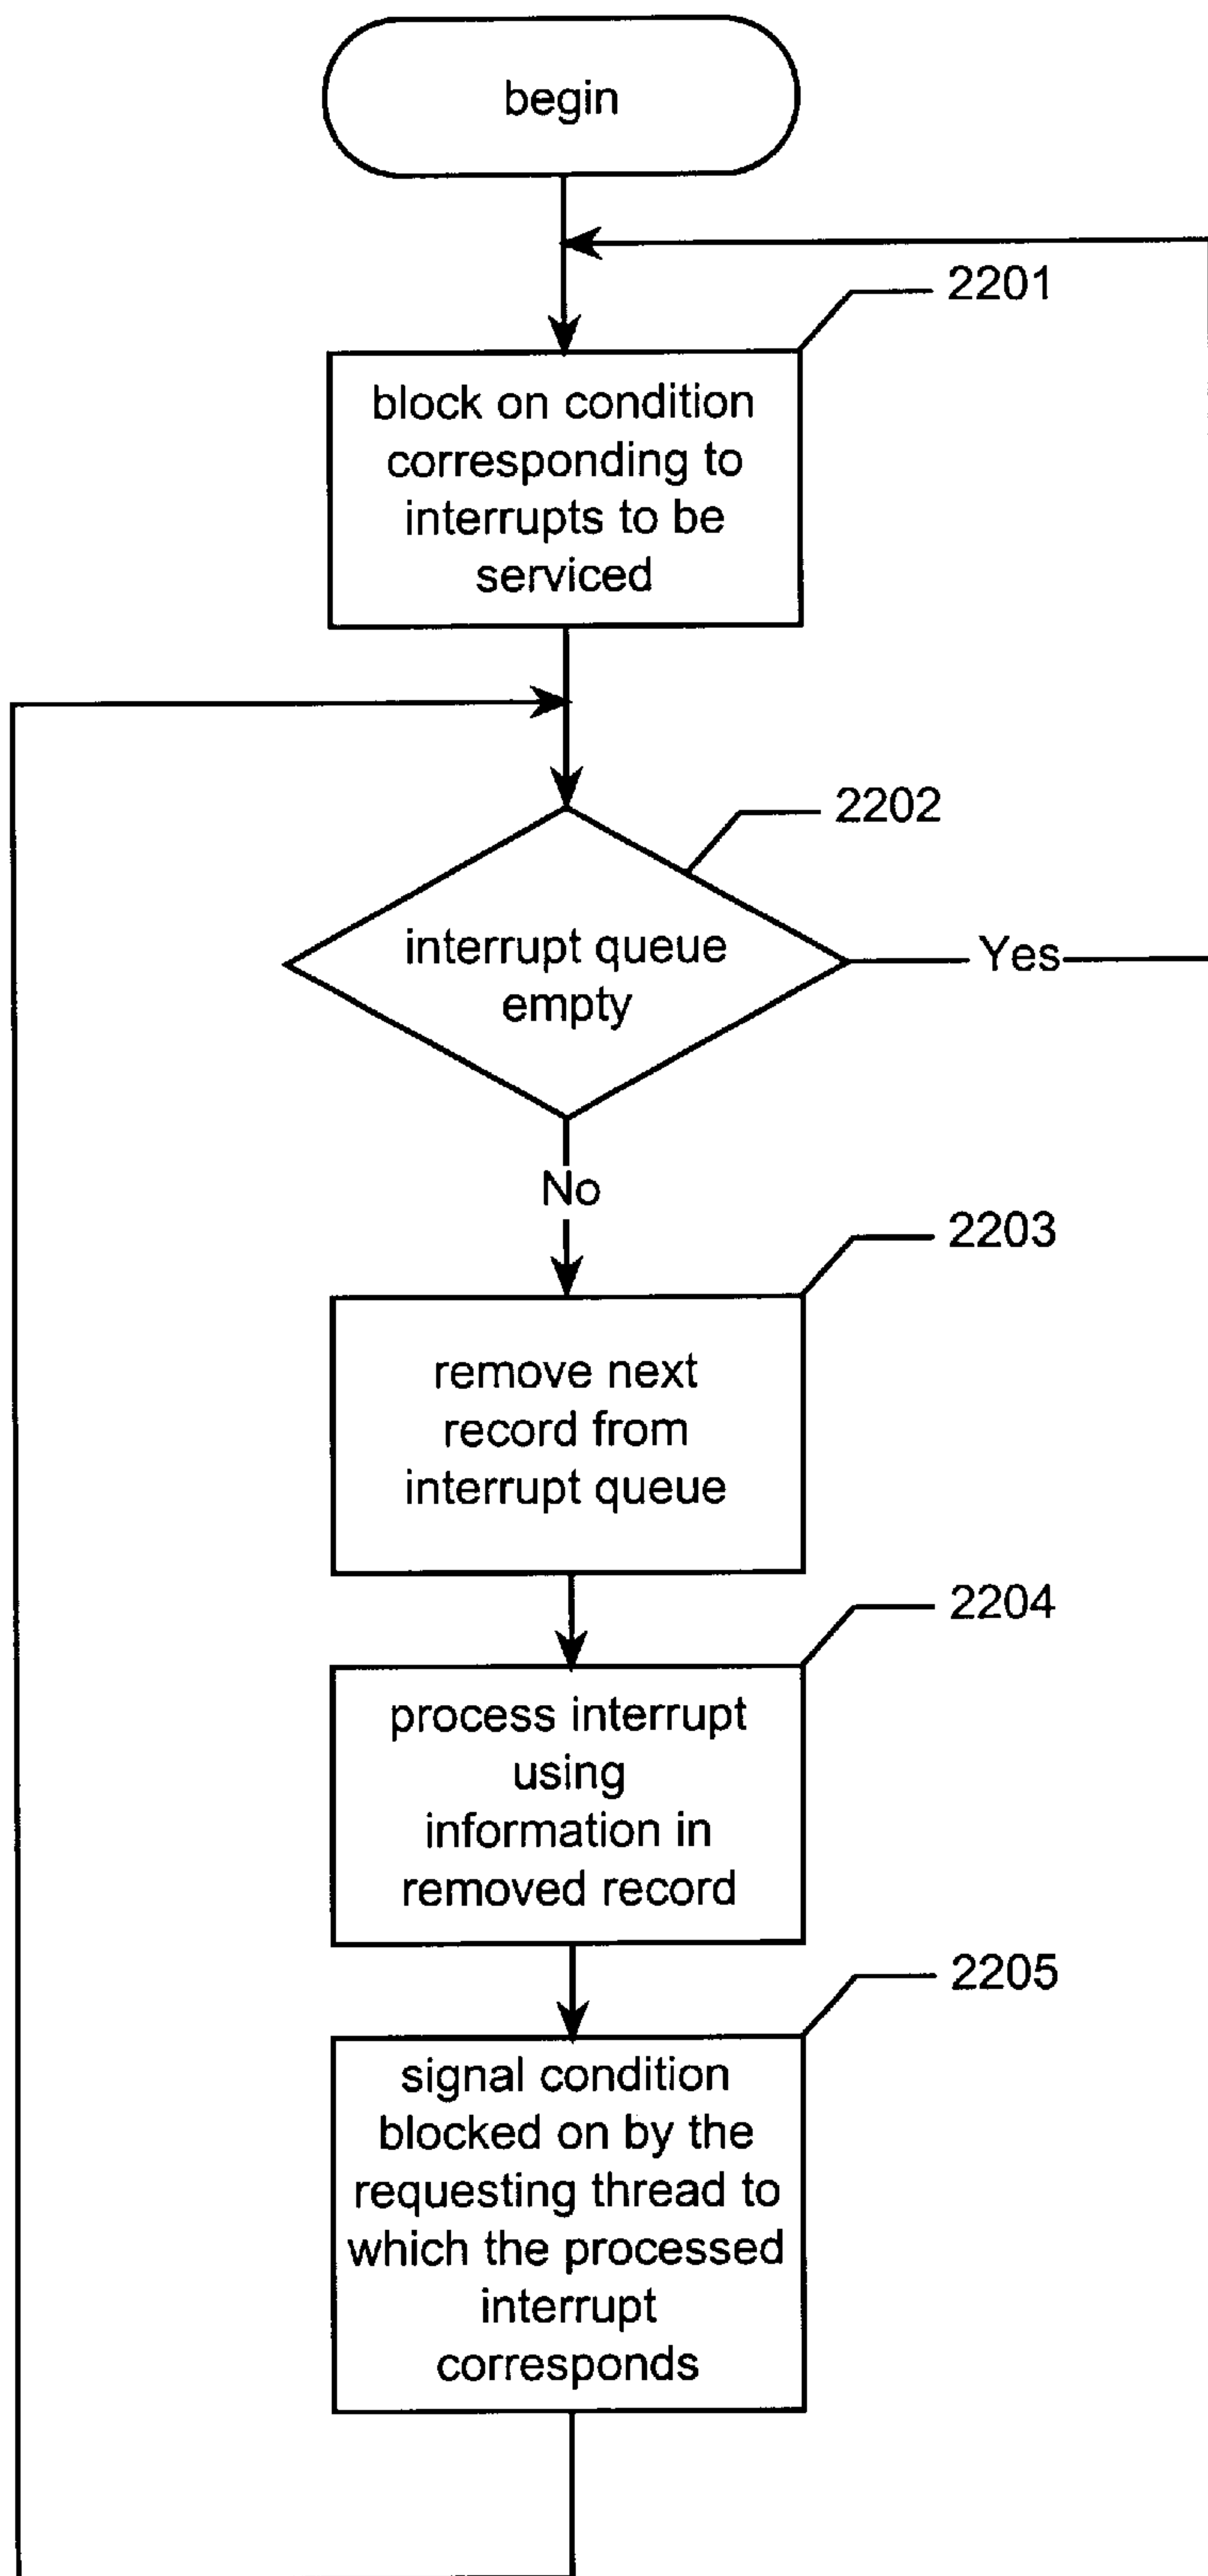 begin
2201
block on condition
corresponding to
interrupts to be
serviced
2202
interrupt queue
empty
Yes
No
2203
remove next
record from
interrupt queue
2204
process interrupt
using
information in
removed record
2205
signal condition
blocked on by the
requesting thread to
which the processed
interrupt
corresponds